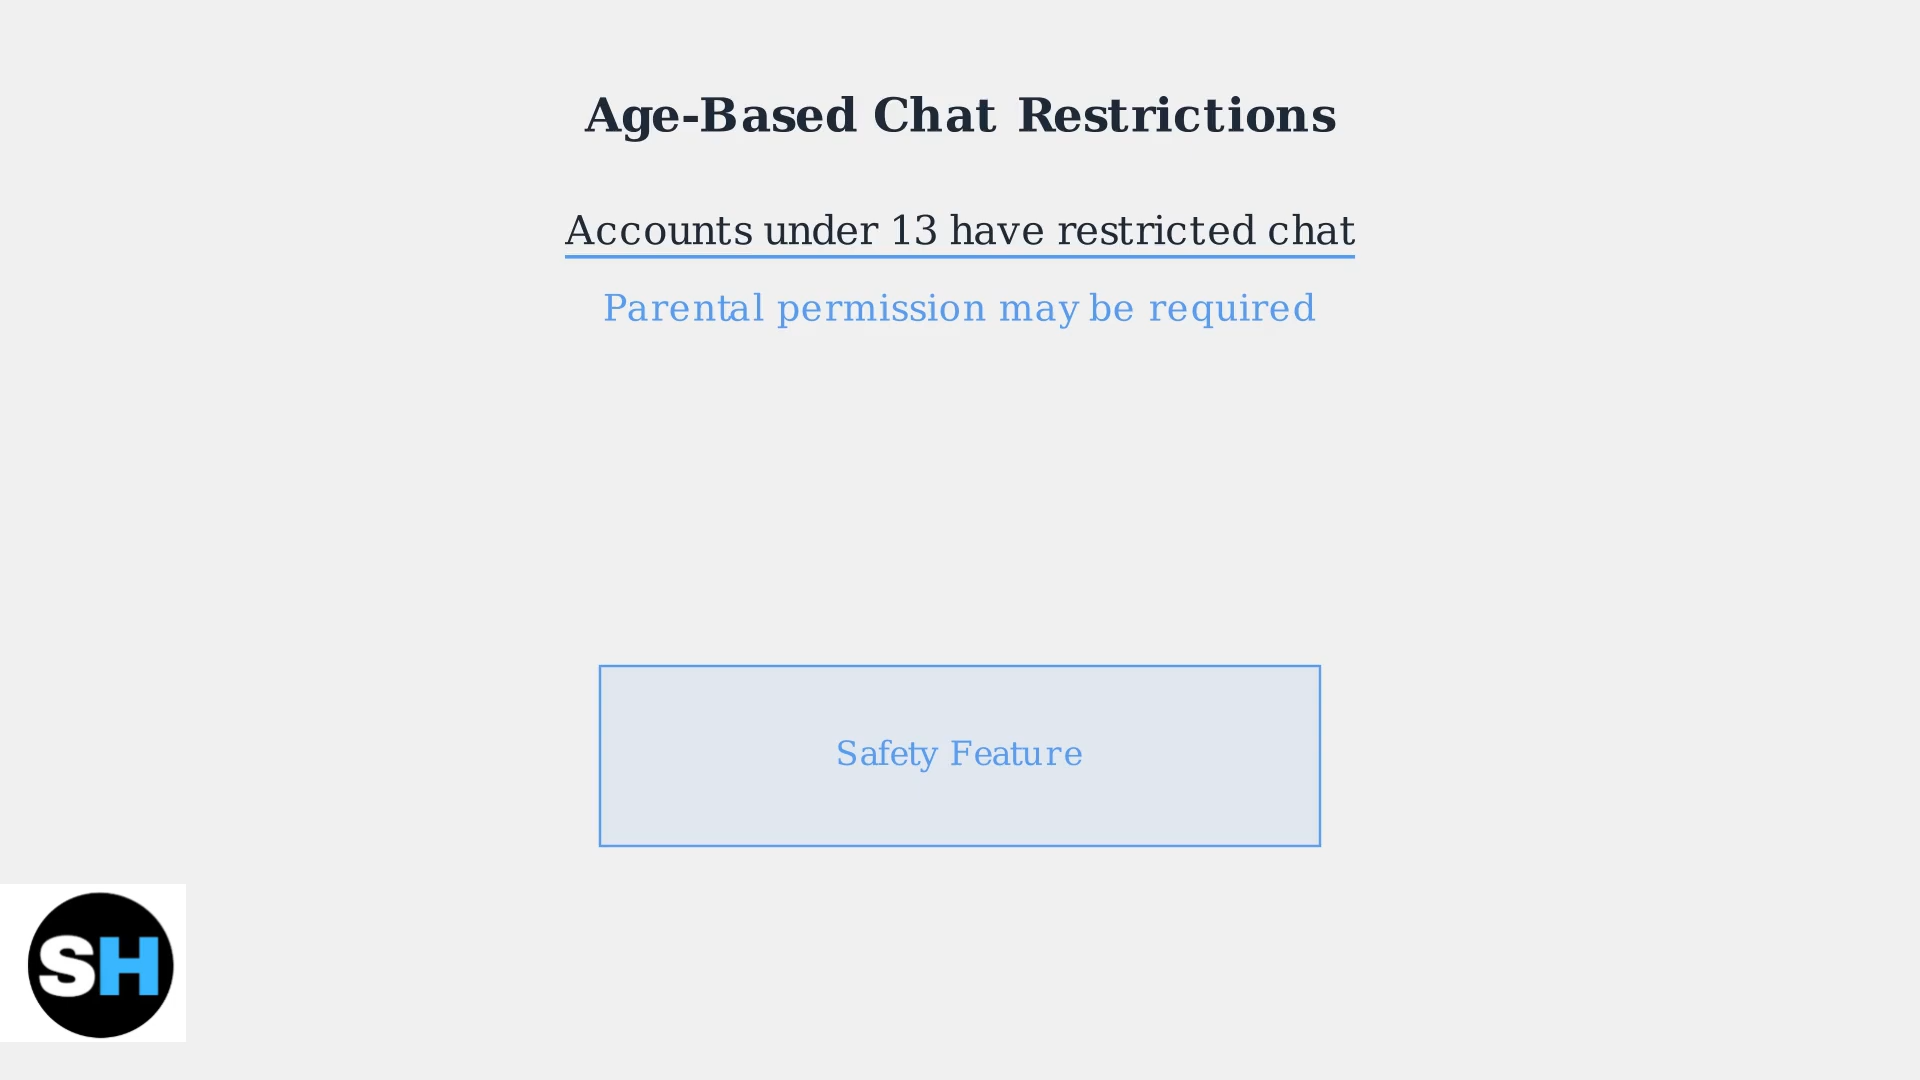 Age-Based Chat Restrictions
Accounts under 13 have restricted chat
Parental permission may be required
Safety Feature
SH